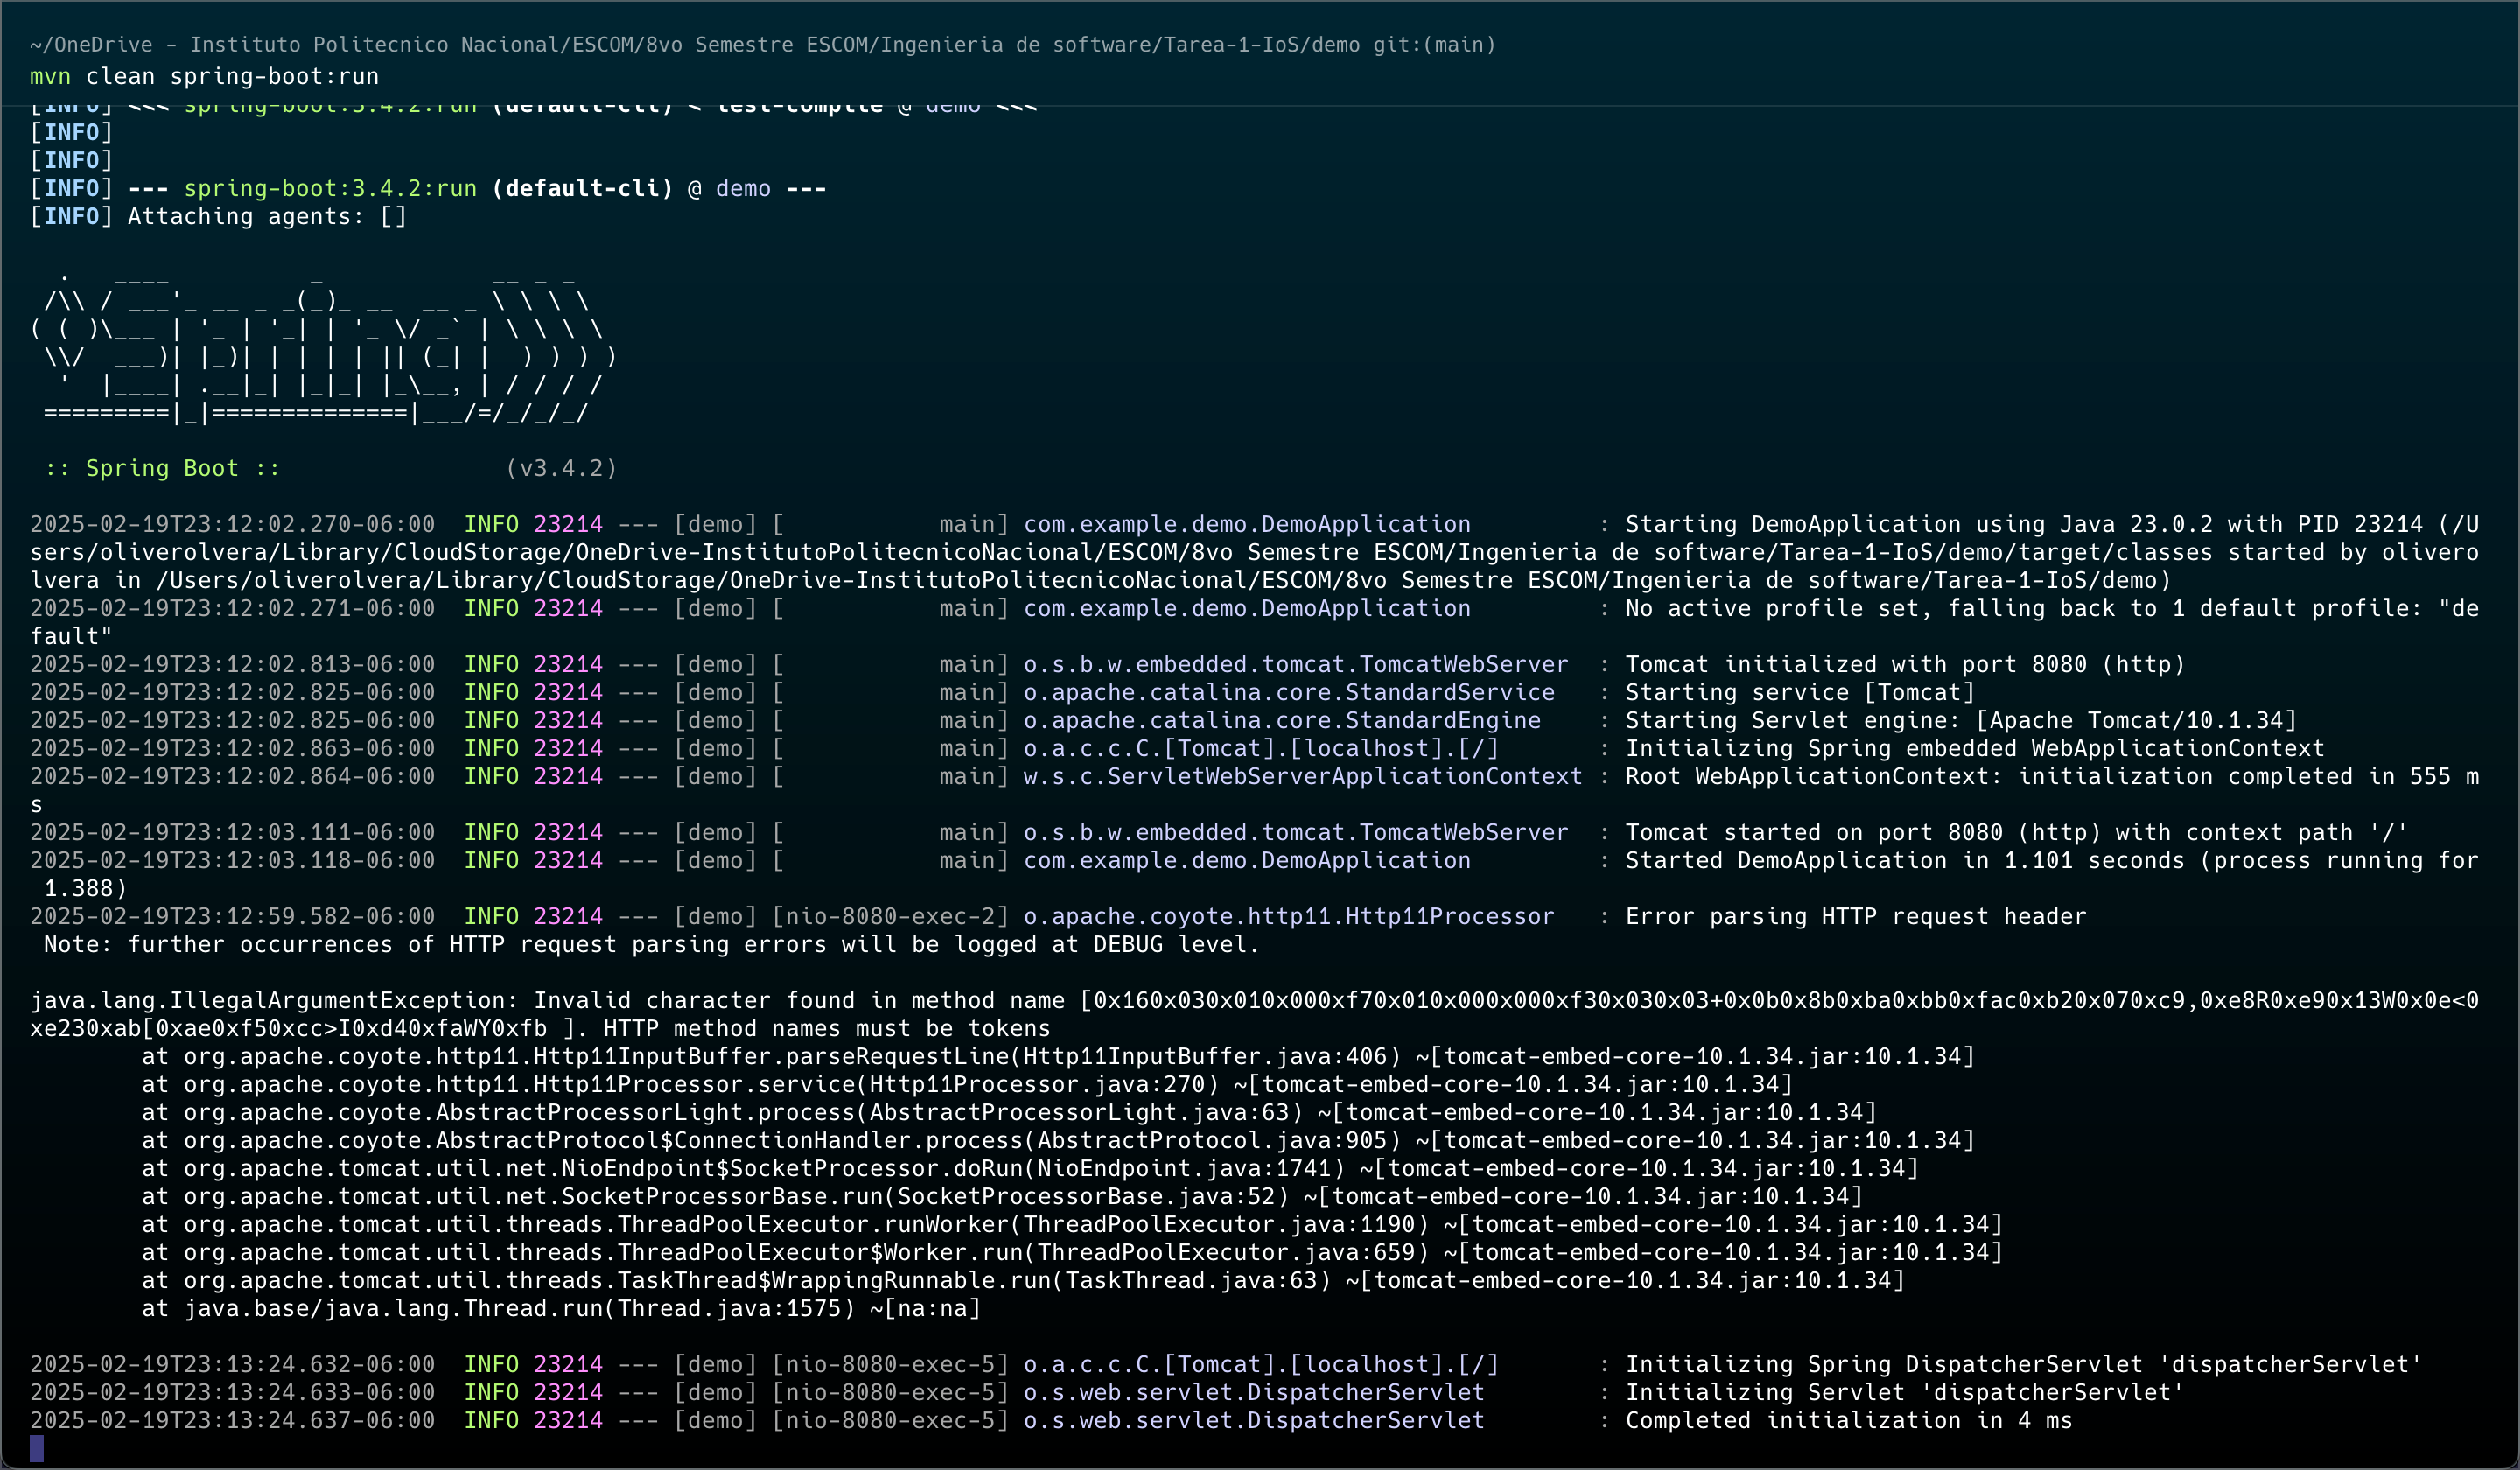 ~/OneDrive - Instituto Politecnico Nacional/ESCOM/8vo Semestre ESCOM/Ingenieria de software/Tarea-1-IoS/demo git:(main)
mvn clean spring-boot:run
[INFO] <<< spring-boot:3.4.2:run (default-cli) < test-compile @ demo <<<
[INFO]
[INFO]
[INFO] --- spring-boot:3.4.2:run (default-cli) @ demo ---
[INFO] Attaching agents: []
  .   ____          _            __ _ _
 /\\ / ___'_ __ _ _(_)_ __  __ _ \ \ \ \
( ( )\___ | '_ | '_| | '_ \/ _` | \ \ \ \
 \\/  ___)| |_)| | | | | || (_| |  ) ) ) )
  '  |____| .__|_| |_|_| |_\__, | / / / /
 =========|_|==============|___/=/_/_/_/
 :: Spring Boot ::                (v3.4.2)
2025-02-19T23:12:02.270-06:00  INFO 23214 --- [demo] [           main] com.example.demo.DemoApplication         : Starting DemoApplication using Java 23.0.2 with PID 23214 (/U
sers/oliverolvera/Library/CloudStorage/OneDrive-InstitutoPolitecnicoNacional/ESCOM/8vo Semestre ESCOM/Ingenieria de software/Tarea-1-IoS/demo/target/classes started by olivero
lvera in /Users/oliverolvera/Library/CloudStorage/OneDrive-InstitutoPolitecnicoNacional/ESCOM/8vo Semestre ESCOM/Ingenieria de software/Tarea-1-IoS/demo)
2025-02-19T23:12:02.271-06:00  INFO 23214 --- [demo] [           main] com.example.demo.DemoApplication         : No active profile set, falling back to 1 default profile: "de
fault"
2025-02-19T23:12:02.813-06:00  INFO 23214 --- [demo] [           main] o.s.b.w.embedded.tomcat.TomcatWebServer  : Tomcat initialized with port 8080 (http)
2025-02-19T23:12:02.825-06:00  INFO 23214 --- [demo] [           main] o.apache.catalina.core.StandardService   : Starting service [Tomcat]
2025-02-19T23:12:02.825-06:00  INFO 23214 --- [demo] [           main] o.apache.catalina.core.StandardEngine    : Starting Servlet engine: [Apache Tomcat/10.1.34]
2025-02-19T23:12:02.863-06:00  INFO 23214 --- [demo] [           main] o.a.c.c.C.[Tomcat].[localhost].[/]       : Initializing Spring embedded WebApplicationContext
2025-02-19T23:12:02.864-06:00  INFO 23214 --- [demo] [           main] w.s.c.ServletWebServerApplicationContext : Root WebApplicationContext: initialization completed in 555 m
s
2025-02-19T23:12:03.111-06:00  INFO 23214 --- [demo] [           main] o.s.b.w.embedded.tomcat.TomcatWebServer  : Tomcat started on port 8080 (http) with context path '/'
2025-02-19T23:12:03.118-06:00  INFO 23214 --- [demo] [           main] com.example.demo.DemoApplication         : Started DemoApplication in 1.101 seconds (process running for
 1.388)
2025-02-19T23:12:59.582-06:00  INFO 23214 --- [demo] [nio-8080-exec-2] o.apache.coyote.http11.Http11Processor   : Error parsing HTTP request header
 Note: further occurrences of HTTP request parsing errors will be logged at DEBUG level.
java.lang.IllegalArgumentException: Invalid character found in method name [0x160x030x010x000xf70x010x000x000xf30x030x03+0x0b0x8b0xba0xbb0xfac0xb20x070xc9,0xe8R0xe90x13W0x0e<0
xe230xab[0xae0xf50xcc>I0xd40xfaWY0xfb ]. HTTP method names must be tokens
        at org.apache.coyote.http11.Http11InputBuffer.parseRequestLine(Http11InputBuffer.java:406) ~[tomcat-embed-core-10.1.34.jar:10.1.34]
        at org.apache.coyote.http11.Http11Processor.service(Http11Processor.java:270) ~[tomcat-embed-core-10.1.34.jar:10.1.34]
        at org.apache.coyote.AbstractProcessorLight.process(AbstractProcessorLight.java:63) ~[tomcat-embed-core-10.1.34.jar:10.1.34]
        at org.apache.coyote.AbstractProtocol$ConnectionHandler.process(AbstractProtocol.java:905) ~[tomcat-embed-core-10.1.34.jar:10.1.34]
        at org.apache.tomcat.util.net.NioEndpoint$SocketProcessor.doRun(NioEndpoint.java:1741) ~[tomcat-embed-core-10.1.34.jar:10.1.34]
        at org.apache.tomcat.util.net.SocketProcessorBase.run(SocketProcessorBase.java:52) ~[tomcat-embed-core-10.1.34.jar:10.1.34]
        at org.apache.tomcat.util.threads.ThreadPoolExecutor.runWorker(ThreadPoolExecutor.java:1190) ~[tomcat-embed-core-10.1.34.jar:10.1.34]
        at org.apache.tomcat.util.threads.ThreadPoolExecutor$Worker.run(ThreadPoolExecutor.java:659) ~[tomcat-embed-core-10.1.34.jar:10.1.34]
        at org.apache.tomcat.util.threads.TaskThread$WrappingRunnable.run(TaskThread.java:63) ~[tomcat-embed-core-10.1.34.jar:10.1.34]
        at java.base/java.lang.Thread.run(Thread.java:1575) ~[na:na]
2025-02-19T23:13:24.632-06:00  INFO 23214 --- [demo] [nio-8080-exec-5] o.a.c.c.C.[Tomcat].[localhost].[/]       : Initializing Spring DispatcherServlet 'dispatcherServlet'
2025-02-19T23:13:24.633-06:00  INFO 23214 --- [demo] [nio-8080-exec-5] o.s.web.servlet.DispatcherServlet        : Initializing Servlet 'dispatcherServlet'
2025-02-19T23:13:24.637-06:00  INFO 23214 --- [demo] [nio-8080-exec-5] o.s.web.servlet.DispatcherServlet        : Completed initialization in 4 ms